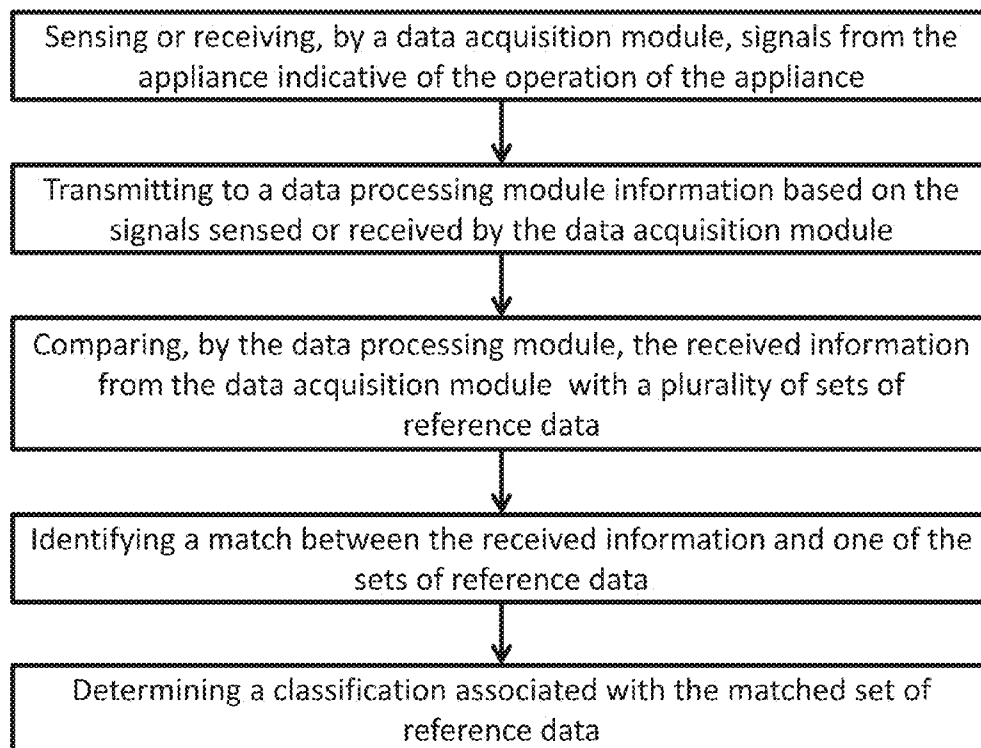 Sensing or receiving, by a data acquisition module, signals from the
appliance indicative of the operation of the appliance
Transmitting to a data processing module information based on the
signals sensed or received by the data acquisition module
Comparing, by the data processing module, the received information
from the data acquisition module with a plurality of sets of
reference data
Identifying a match between the received information and one of the
sets of reference data
Determining a classification associated with the matched set of
reference data